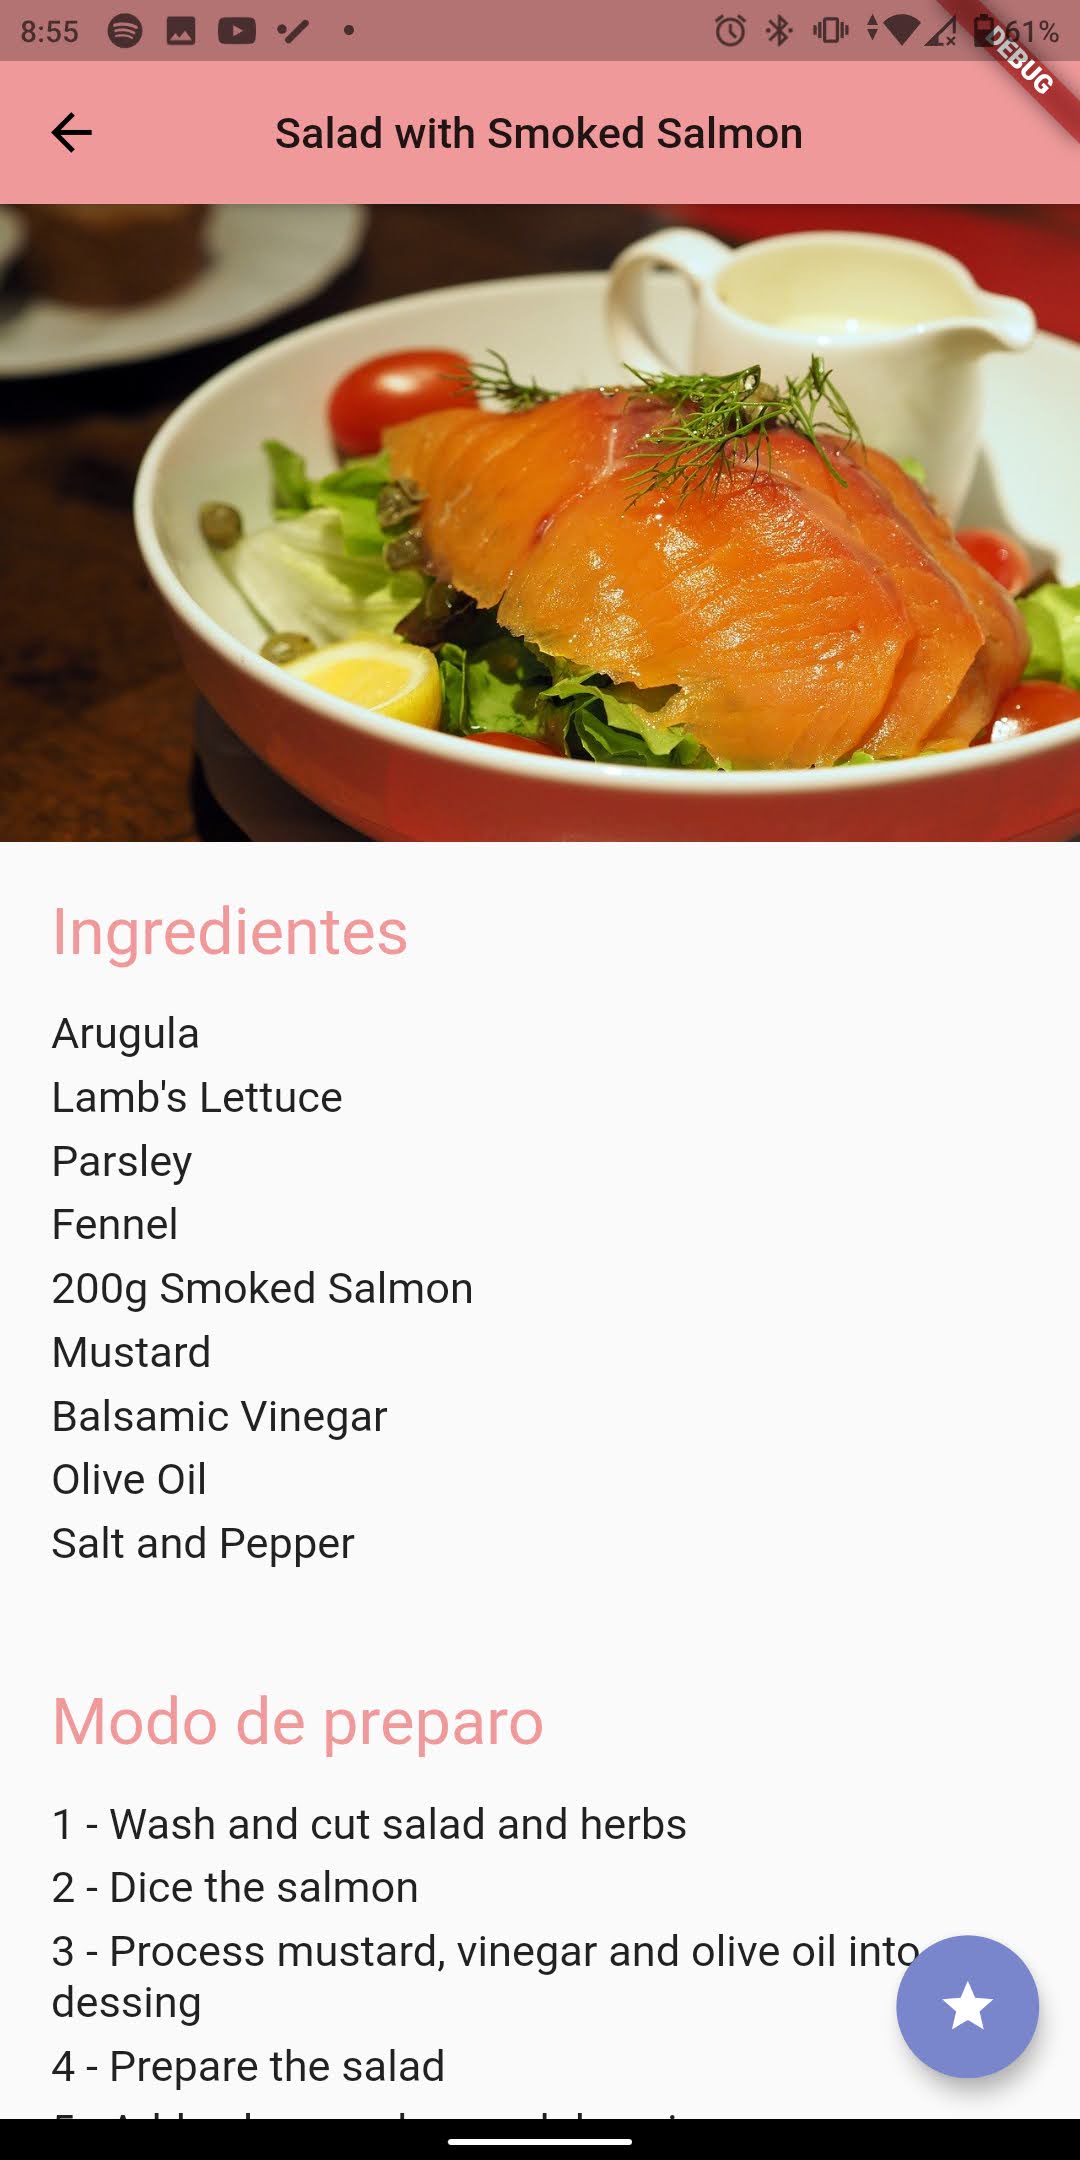 8:55
61%
DEBUG
Salad with Smoked Salmon
Ingredientes
Arugula
Lamb's Lettuce
Parsley
Fennel
200g Smoked Salmon
Mustard
Balsamic Vinegar
Olive Oil
Salt and Pepper
Modo de preparo
1 - Wash and cut salad and herbs
2 - Dice the salmon
3 - Process mustard, vinegar and olive oil into
dessing
4 - Prepare the salad